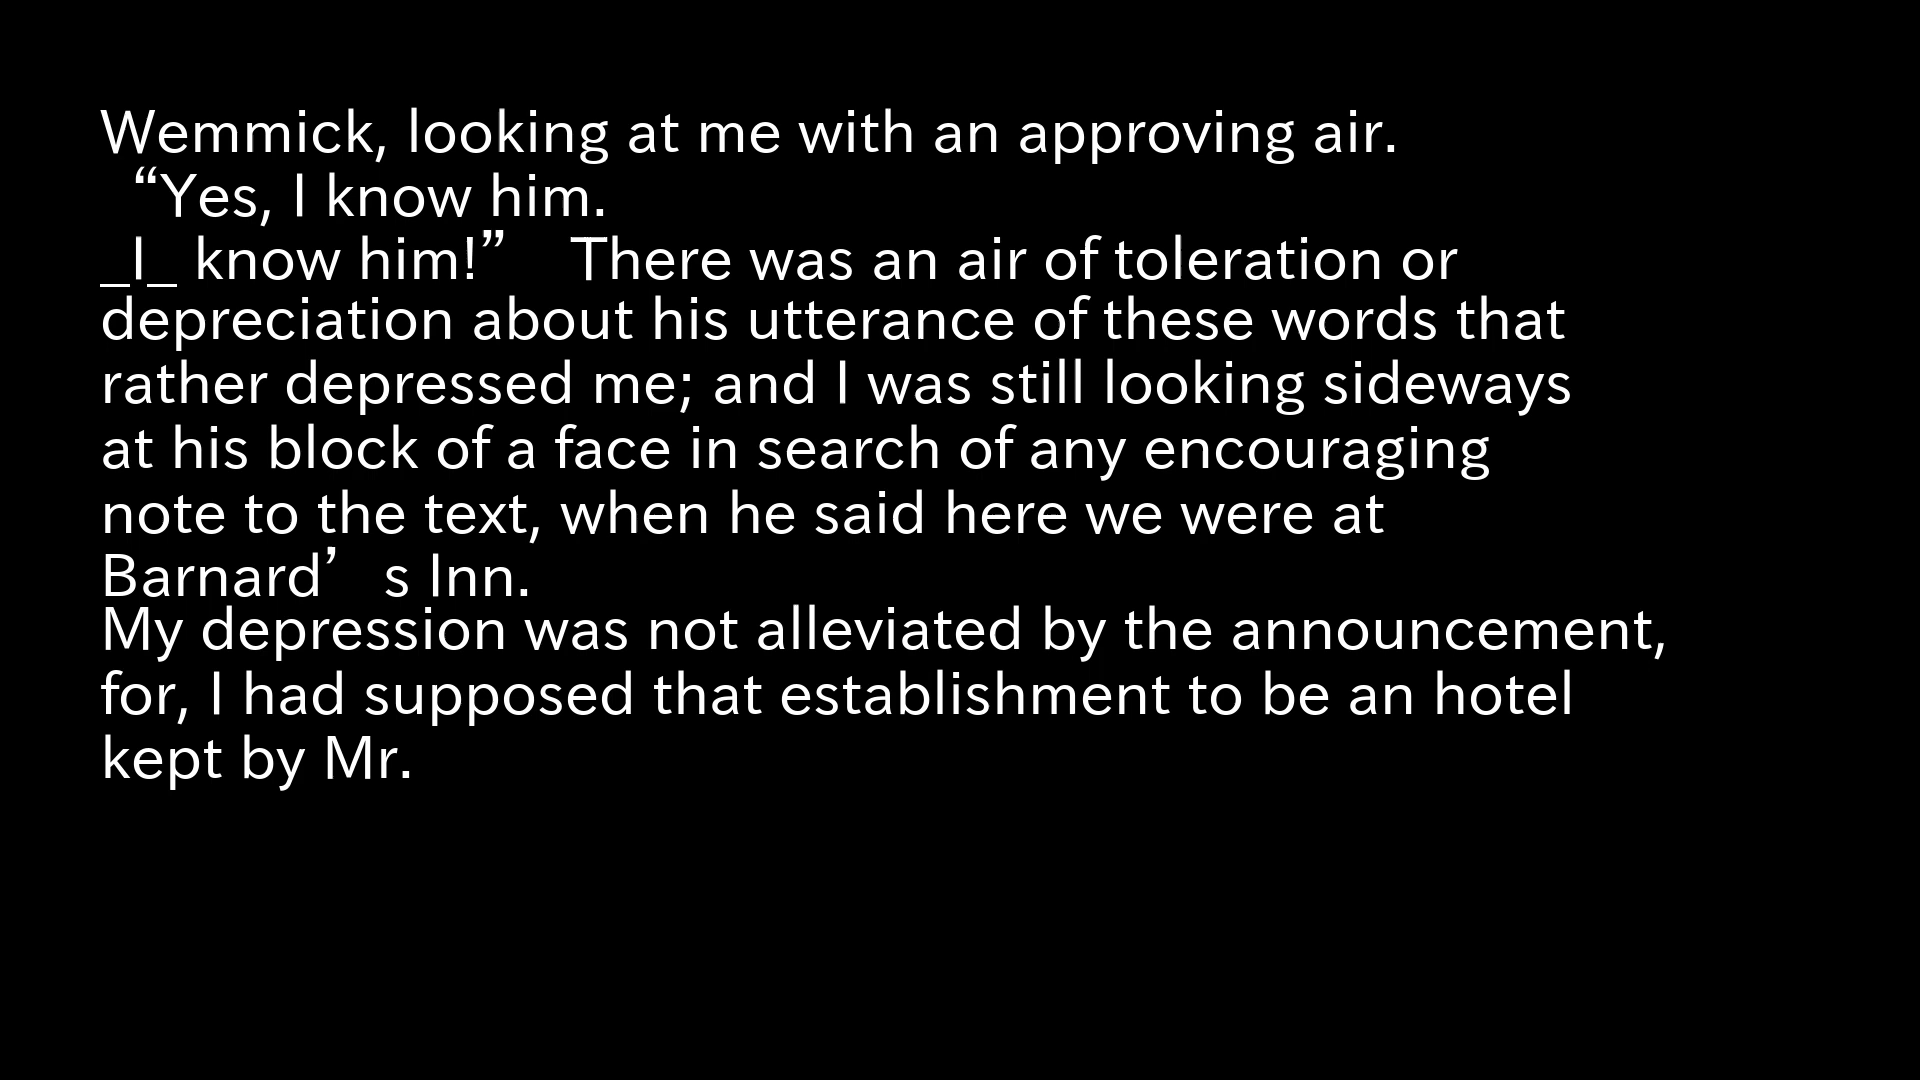 Wemmick, looking at me with an approving air.
“Yes, I know him.
_I_ know him!” There was an air of toleration or
depreciation about his utterance of these words that
rather depressed me; and I was still looking sideways
at his block of a face in search of any encouraging
note to the text, when he said here we were at
Barnard’s Inn.
My depression was not alleviated by the announcement,
for, I had supposed that establishment to be an hotel
kept by Mr.